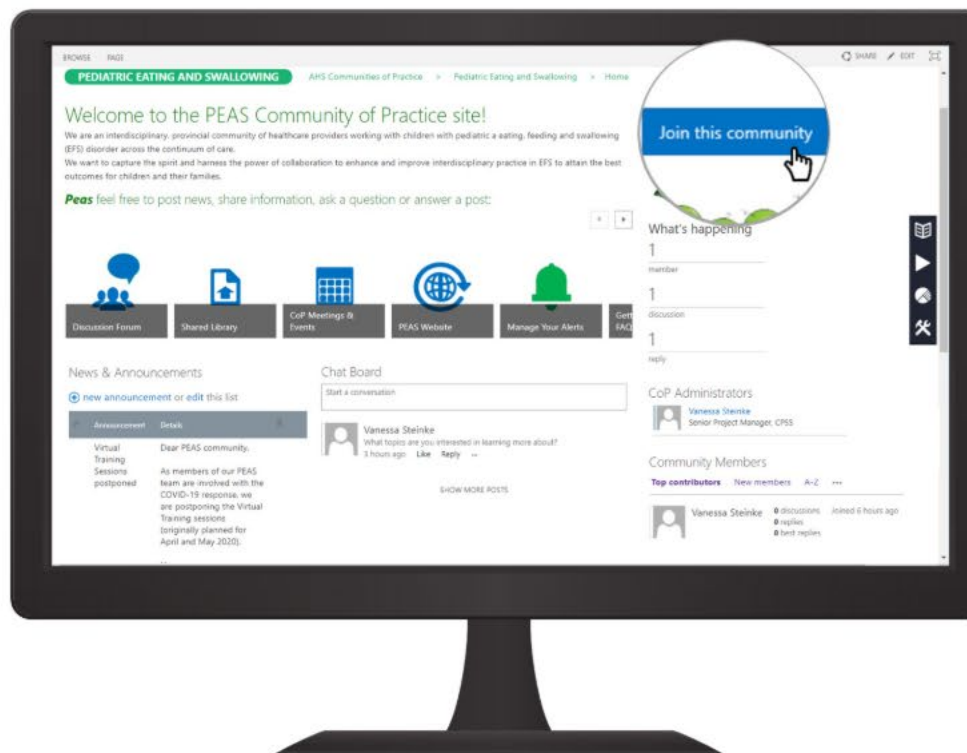 BROWSE PAGE
SHARE EDIT
PEDIATRIC EATING AND SWALLOWING
AHS Communities of Practice > Pediatric Eating and Swallowing > Home
Welcome to the PEAS Community of Practice site!
We are an interdisciplinary, provincial community of healthcare providers working with children with pediatric a eating, feeding and swallowing
(EFS) disorder across the continuum of care.
We want to capture the spirit and harness the power of collaboration to enhance and improve interdisciplinary practice in EFS to attain the best
outcomes for children and their families.
Peas feel free to post news, share information, ask a question or answer a post:
Join this community
Discussion Forum
Shared Library
CoP Meetings &
Events
PEAS Website
Manage Your Alerts
Gett
FAQ
What's happening
1
member
1
discussion
1
reply
News & Announcements
new announcement or edit this list
Announcement Details
Virtual
Training
Sessions
postponed
Dear PEAS community,
As members of our PEAS
team are involved with the
COVID-19 response, we
are postponing the Virtual
Training sessions
(originally planned for
April and May 2020).
Chat Board
Start a conversation
Vanessa Steinke
What topics are you interested in learning more about?
3 hours ago Like Reply ...
SHOW MORE POSTS
CoP Administrators
Vanessa Steinke
Senior Project Manager, CPSS
Community Members
Top contributors New members A-Z ...
Vanessa Steinke
0 discussions
0 replies
0 best replies
Joined 6 hours ago